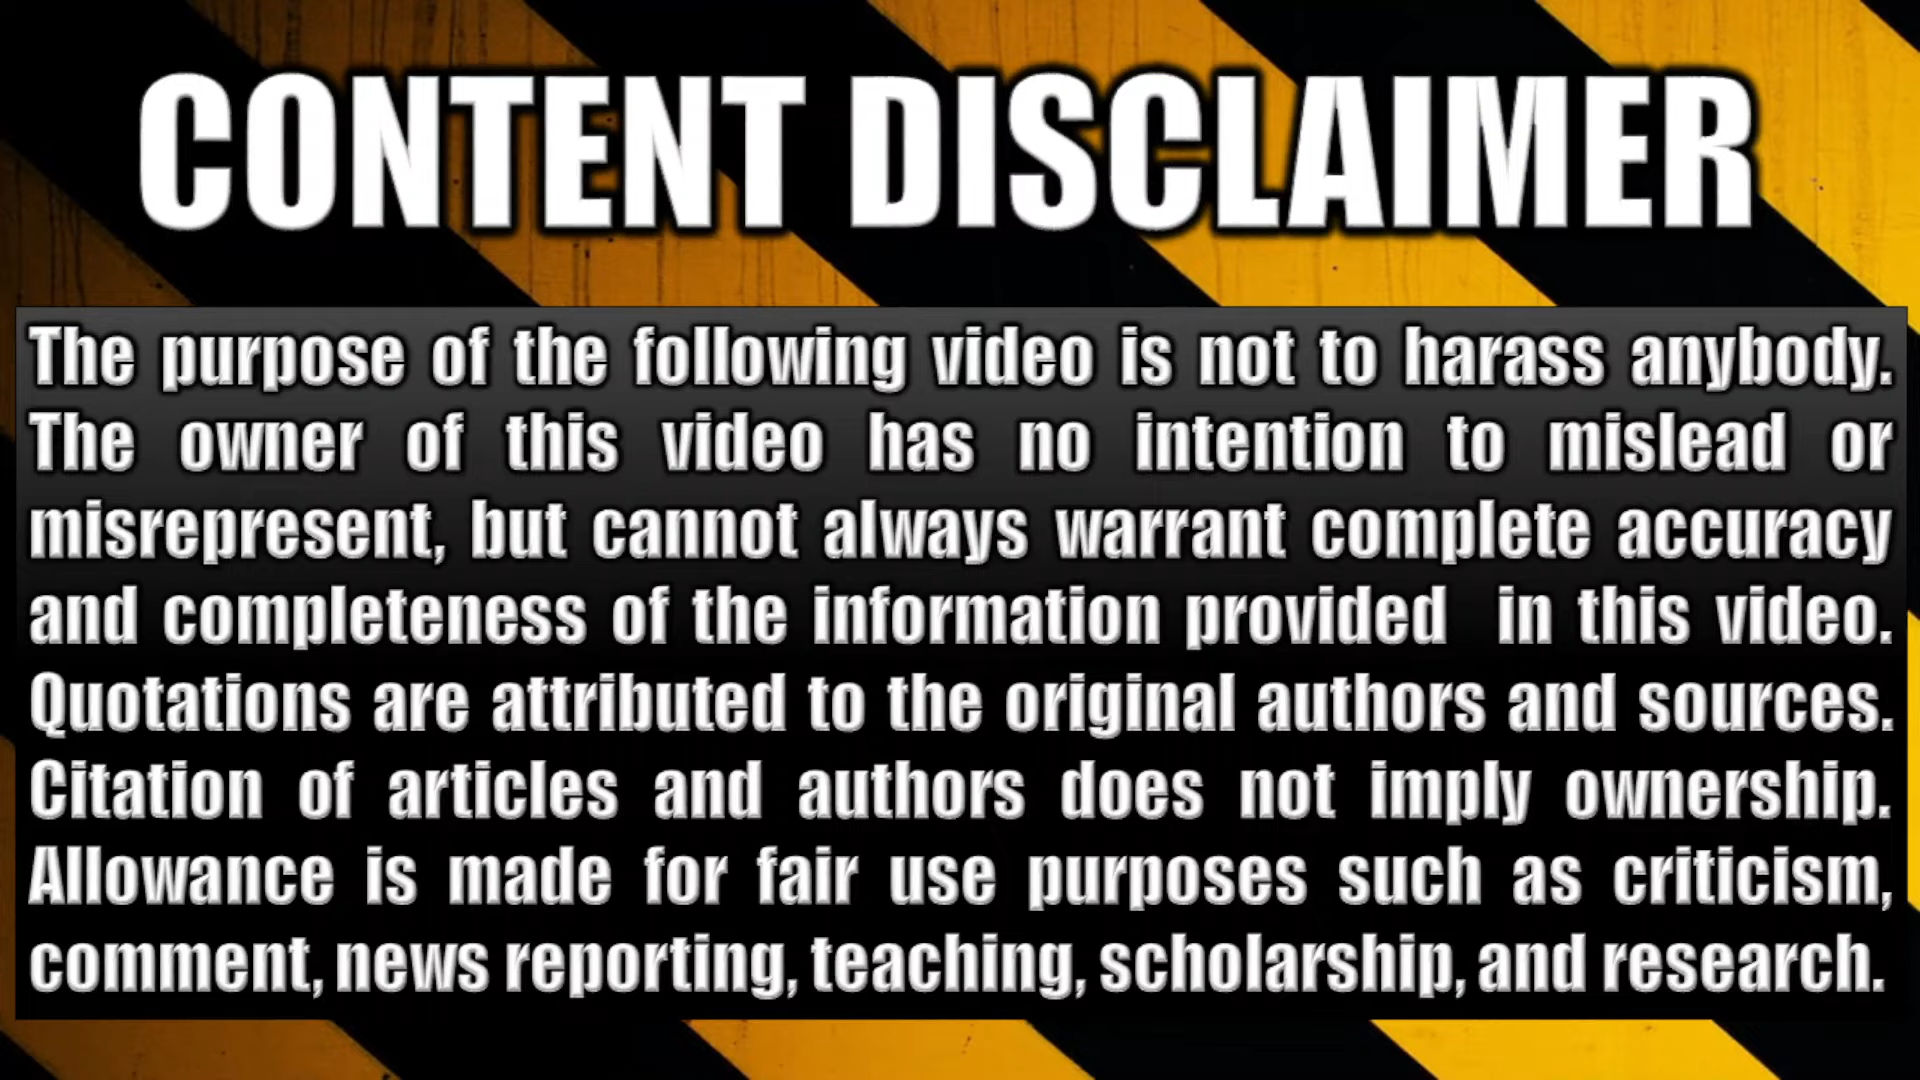 CONTENT DISCLAIMER
The purpose of the following video is not to harass anybody.
The owner of this video has no intention to mislead or
misrepresent, but cannot always warrant complete accuracy
and completeness of the information provided  in this video.
Quotations are attributed to the original authors and sources.
Citation of articles and authors does not imply ownership.
Allowance is made for fair use purposes such as criticism,
comment, news reporting, teaching, scholarship, and research.